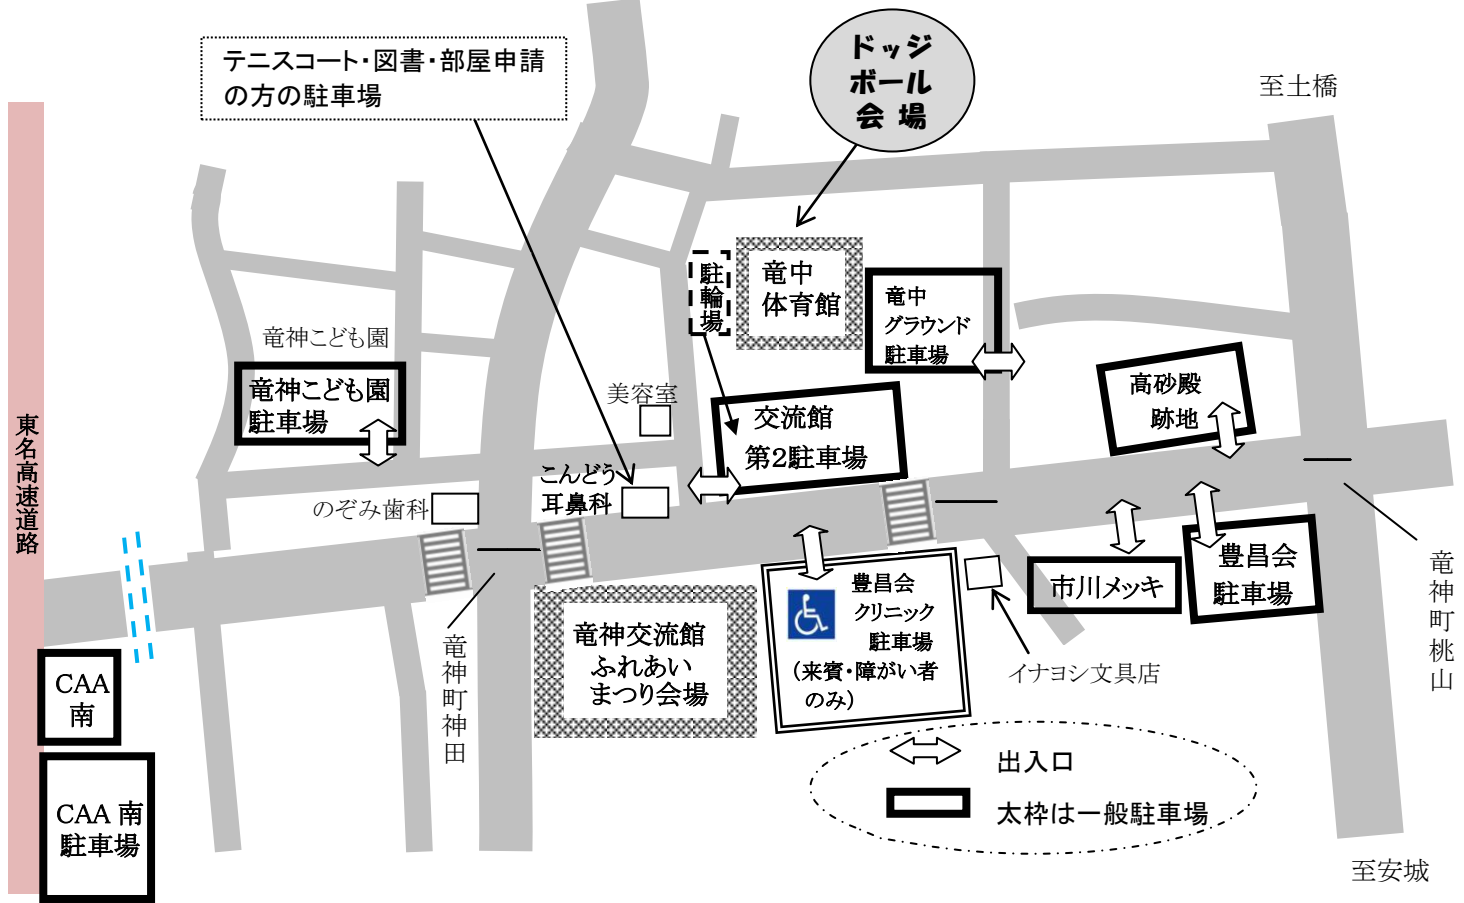 テニスコート・図書・部屋申請
の方の駐車場
ドッジ
ボール
会 場
至土橋
駐輪場
竜中
体育館
竜中
グラウンド
駐車場
竜神こども園
竜神こども園
駐車場
美容室
交流館
第2駐車場
高砂殿
跡地
東名高速道路
こんどう
耳鼻科
のぞみ歯科
豊昌会
クリニック
駐車場
(来賓・障がい者
のみ)
市川メッキ
豊昌会
駐車場
竜神町桃山
竜神町神田
竜神交流館
ふれあい
まつり会場
イナヨシ文具店
CAA
南
CAA 南
駐車場
出入口
太枠は一般駐車場
至安城